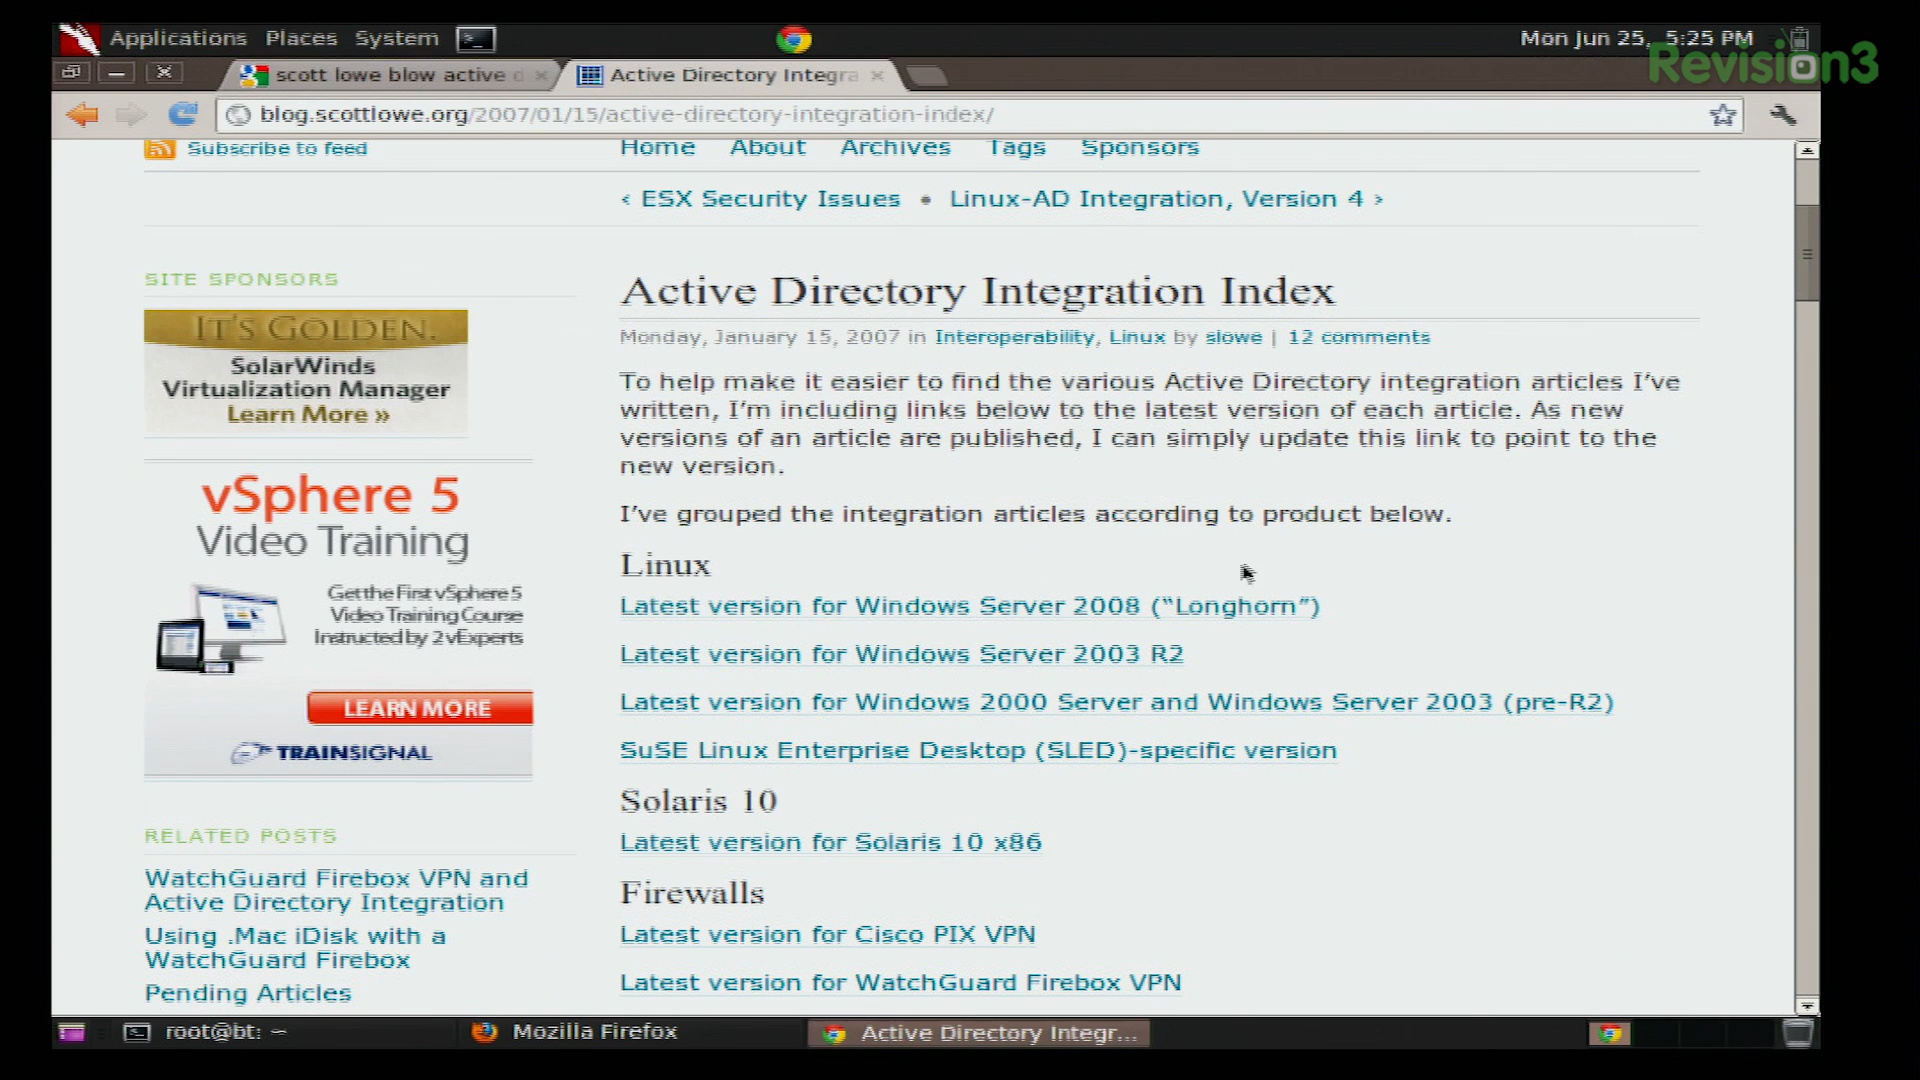 Applications Places System
Mon Jun 25, 5:25 PM
Revision3
scott lowe blow active d
Active Directory Integra
blog.scottlowe.org/2007/01/15/active-directory-integration-index/
Subscribe to feed
Home About Archives Tags Sponsors
‹ ESX Security Issues • Linux-AD Integration, Version 4 ›
SITE SPONSORS
IT'S GOLDEN.
SolarWinds
Virtualization Manager
Learn More »
vSphere 5
Video Training
Get the First vSphere 5
Video Training Course
Instructed by 2 vExperts
LEARN MORE
TRAINSIGNAL
RELATED POSTS
WatchGuard Firebox VPN and
Active Directory Integration
Using .Mac iDisk with a
WatchGuard Firebox
Pending Articles
Active Directory Integration Index
Monday, January 15, 2007 in Interoperability, Linux by slowe | 12 comments
To help make it easier to find the various Active Directory integration articles I’ve
written, I’m including links below to the latest version of each article. As new
versions of an article are published, I can simply update this link to point to the
new version.
I’ve grouped the integration articles according to product below.
Linux
Latest version for Windows Server 2008 (“Longhorn”)
Latest version for Windows Server 2003 R2
Latest version for Windows 2000 Server and Windows Server 2003 (pre-R2)
SuSE Linux Enterprise Desktop (SLED)-specific version
Solaris 10
Latest version for Solaris 10 x86
Firewalls
Latest version for Cisco PIX VPN
Latest version for WatchGuard Firebox VPN
root@bt: ~
Mozilla Firefox
Active Directory Integr...